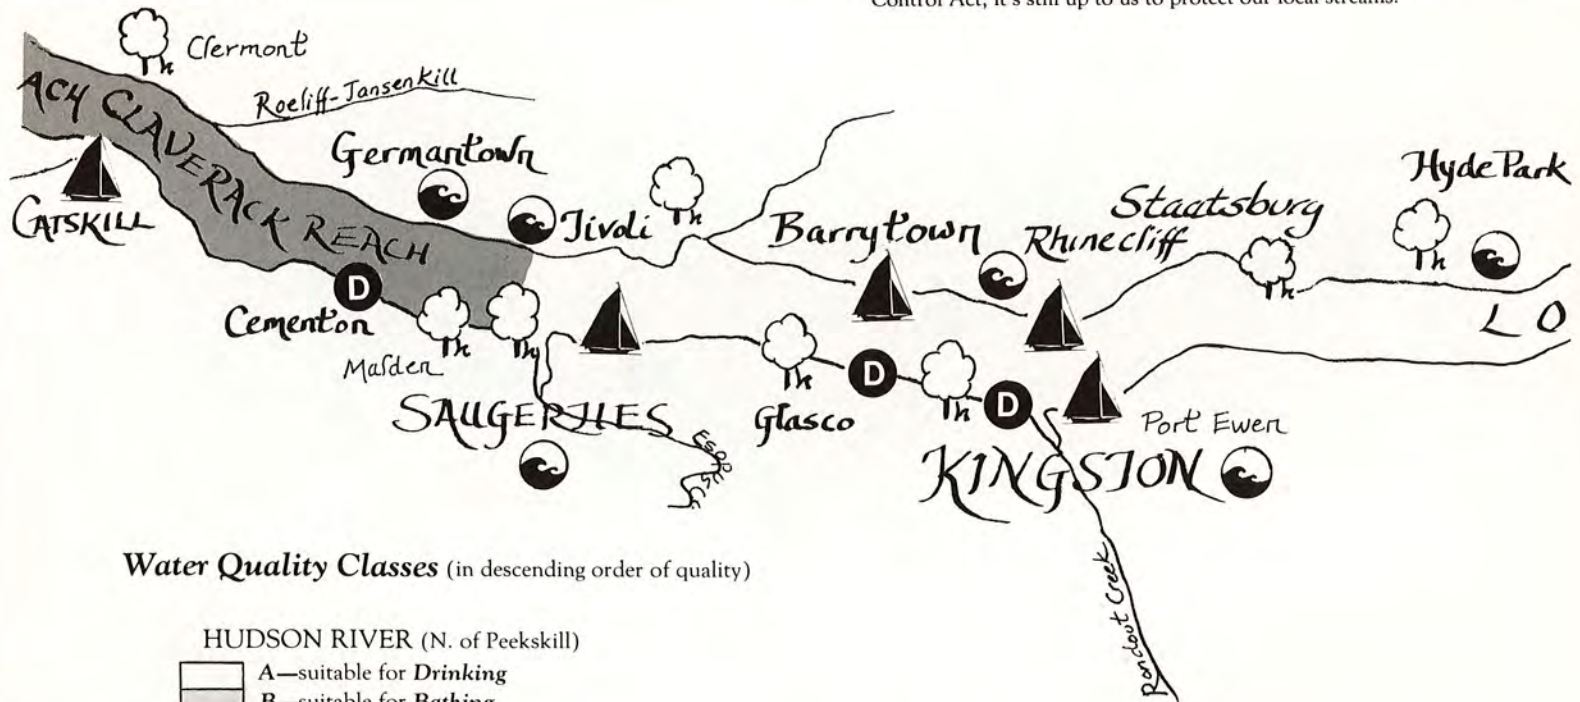 Control Act, it's still up to us to protect our local streams.
Clermont
Roeliff-Jansen Kill
ACH CLAVERACK REACH
Germantown
CATSKILL
Tivoli
Barrytown
Rhinecliff
Staatsburg
Hyde Park
L O
D
Cementon
Malden
SAUGERTIES
ESOPUS
Glasco
D
D
Port Ewen
KINGSTON
Rondout Creek
Water Quality Classes (in descending order of quality)
HUDSON RIVER (N. of Peekskill)
A—suitable for Drinking
B—suitable for Bathing